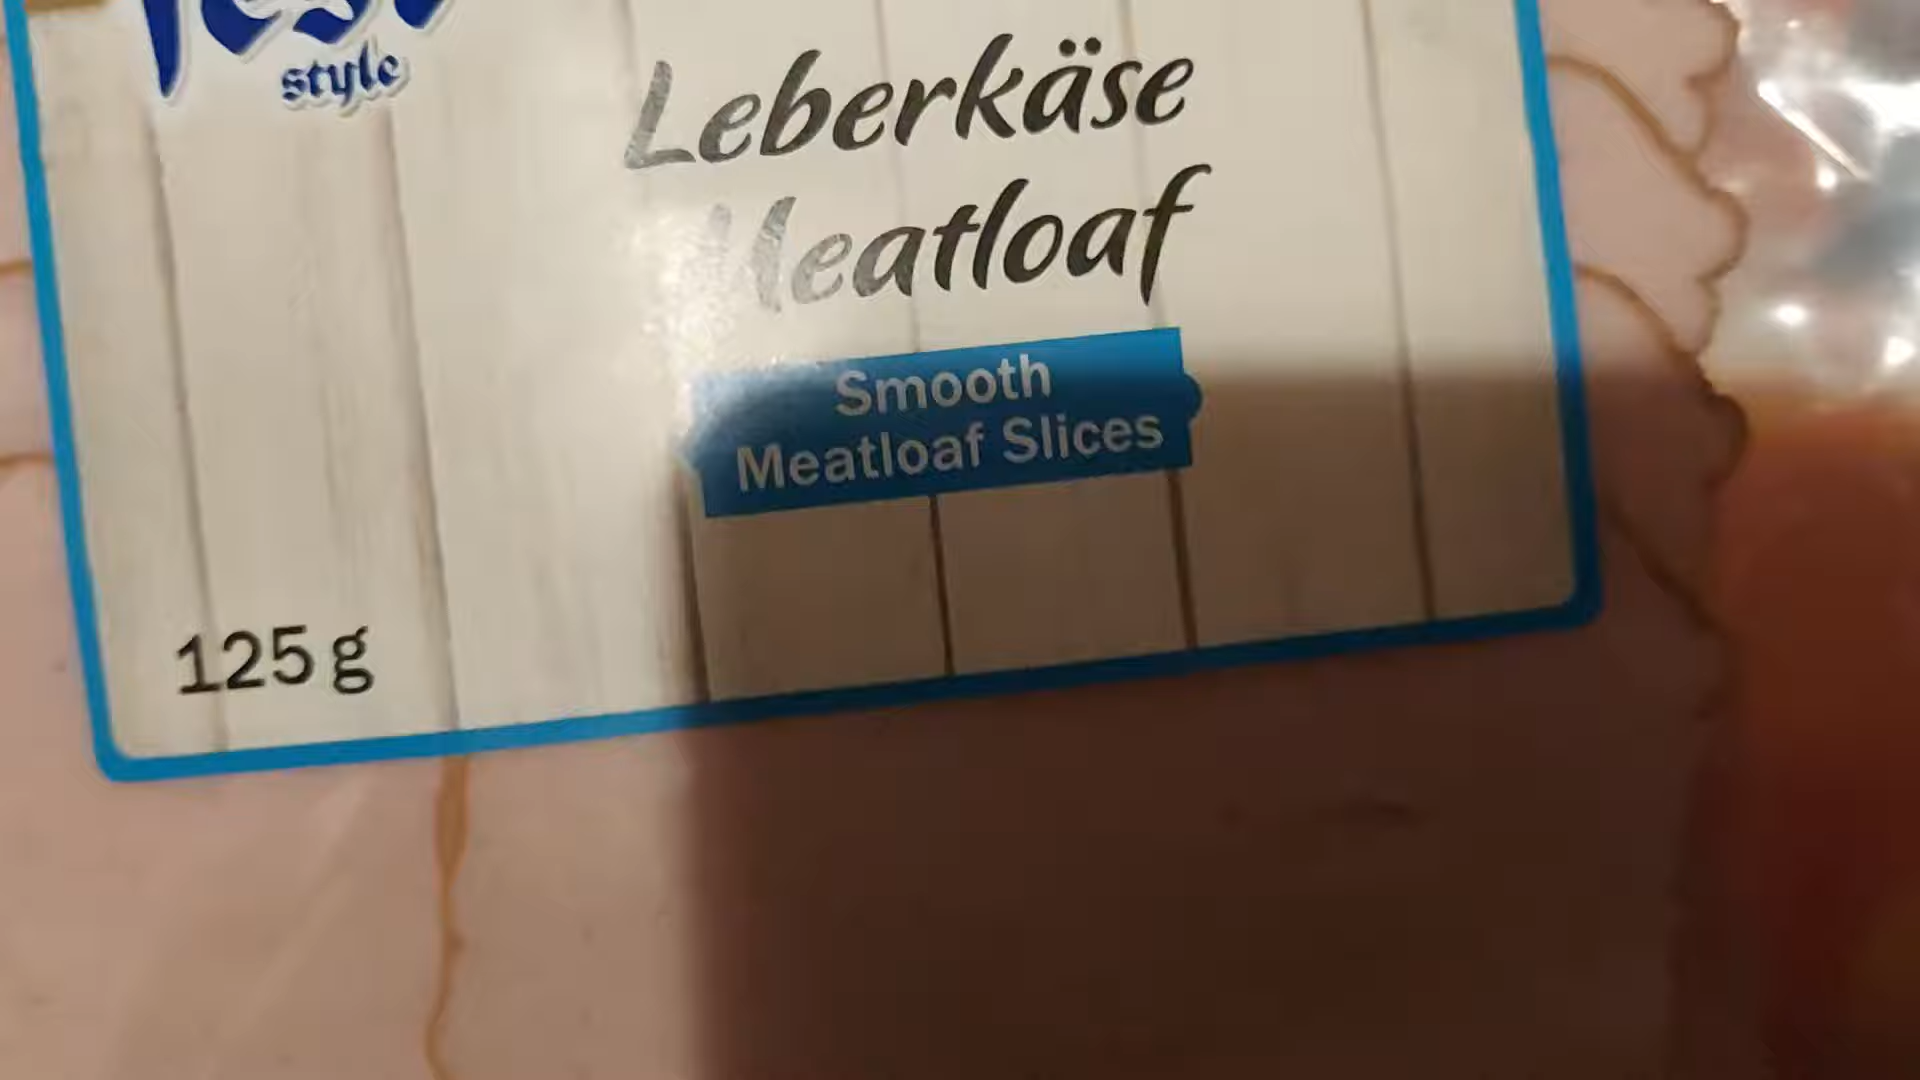 style
Leberkäse
Meatloaf
Smooth
Meatloaf Slices
125 g